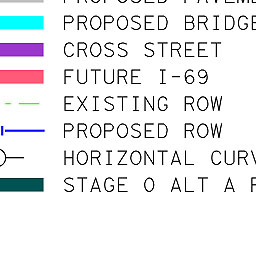 PROPOSED BRIDGE
CROSS STREET
FUTURE I-69
EXISTING ROW
PROPOSED ROW
HORIZONTAL CURV
STAGE 0 ALT A